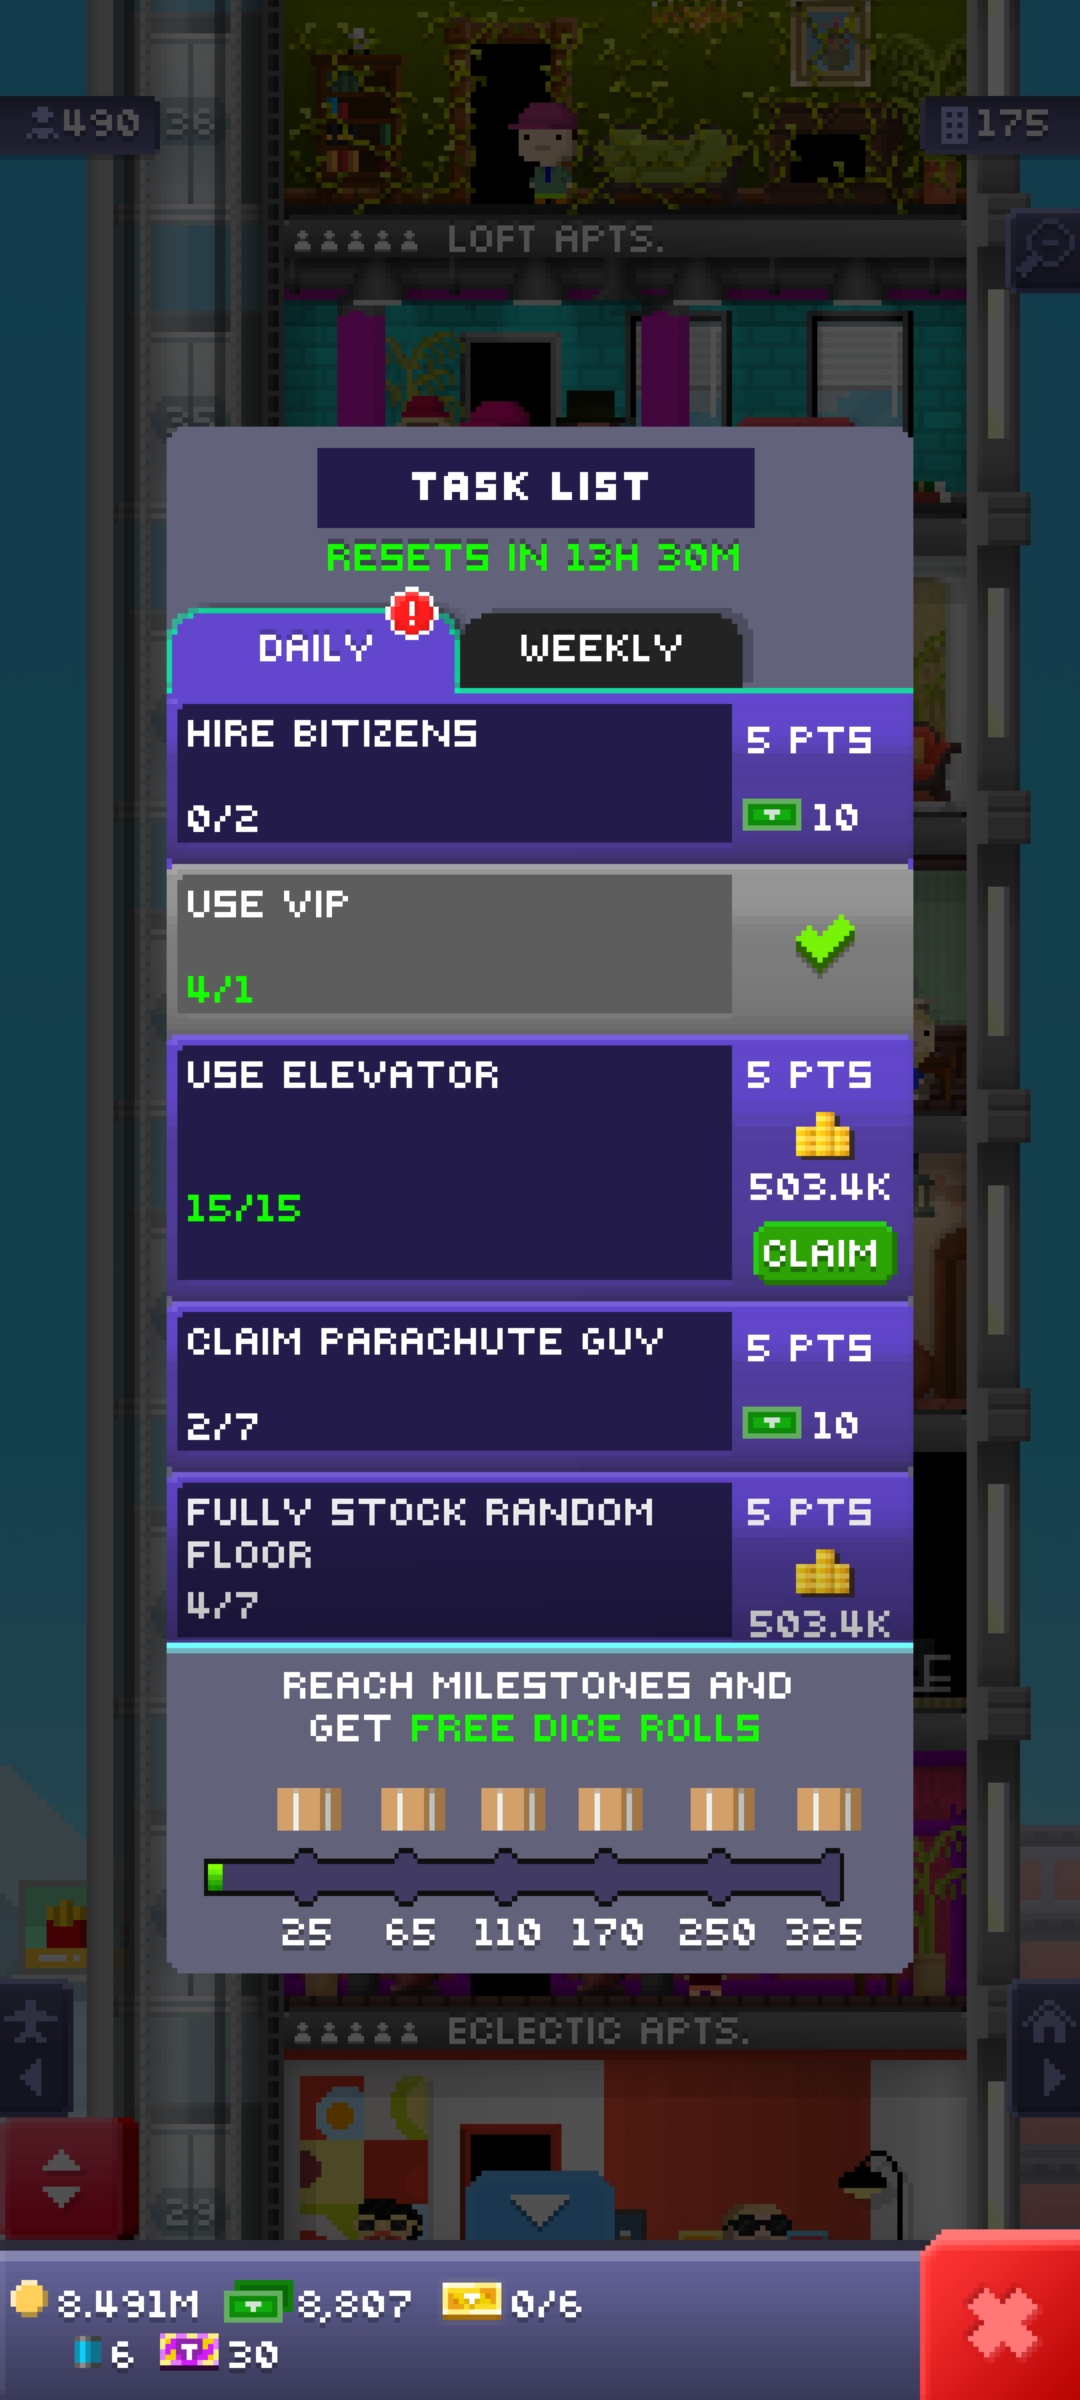 490
36
175
LOFT APTS.
35
TASK LIST
RESETS IN 13H 30M
!
DAILY
WEEKLY
HIRE BITIZENS
5 PTS
0/2
10
USE VIP
4/1
USE ELEVATOR
5 PTS
15/15
503.4K
CLAIM
CLAIM PARACHUTE GUY
5 PTS
2/7
10
FULLY STOCK RANDOM
FLOOR
5 PTS
4/7
503.4K
REACH MILESTONES AND
GET FREE DICE ROLLS
25 65 110 170 250 325
ECLECTIC APTS.
8.491M 8,807 0/6
6 30